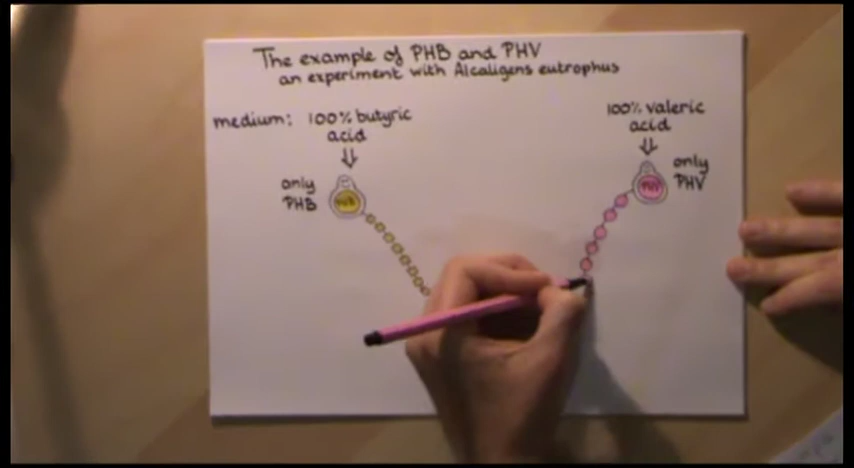 The example of PHB and PHV
an experiment with Alcaligens eutrophus
medium: 100% butyric
acid
100% valeric
acid
only
PHB
PHB
PHV
only
PHV